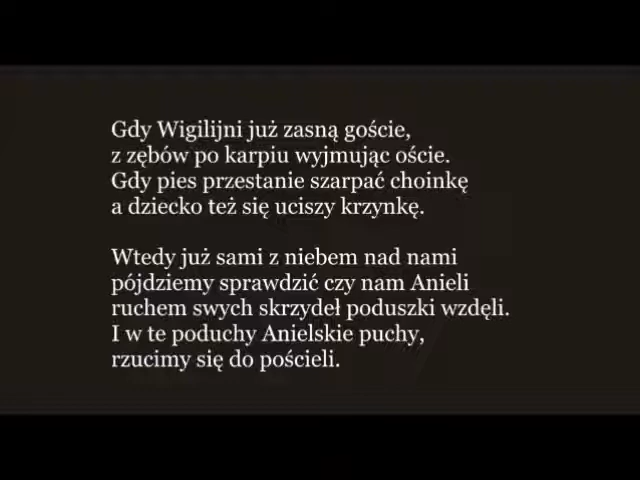 Gdy Wigilijni już zasną goście,
z zębów po karpiu wyjmując oście.
Gdy pies przestanie szarpać choinkę
a dziecko też się uciszy krzynkę.
Wtedy już sami z niebem nad nami
pójdziemy sprawdzić czy nam Anieli
ruchem swych skrzydeł poduszki wzdęli.
I w te poduchy Anielskie puchy,
rzucimy się do pościeli.